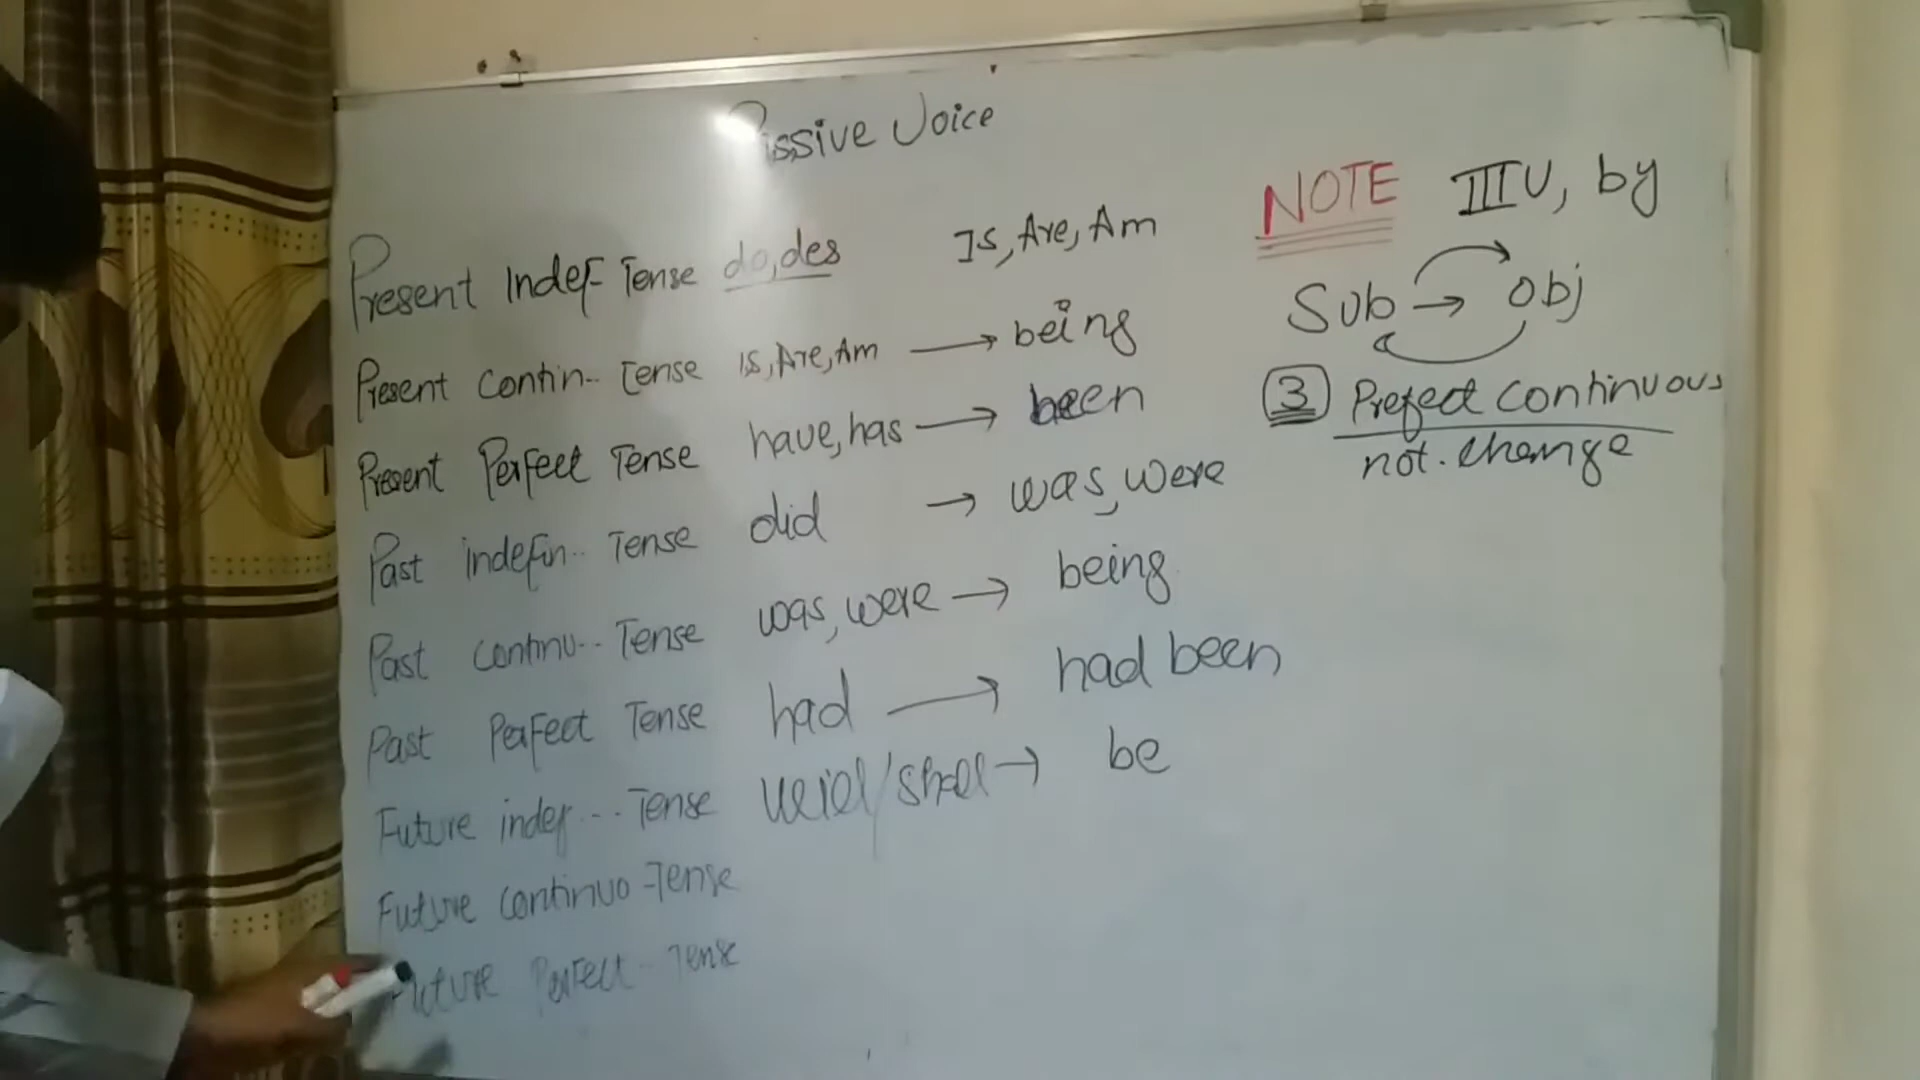 Passive Voice
Present Indef- Tense do, des Is, Are, Am
Present contin.. Tense is, Are, Am → being
Present Perfect Tense have, has → been
Past indefin.. Tense did → was, were
Past continu.. Tense was, were → being
Past Perfect Tense had → had been
Future indef... Tense will/shall → be
Future continuo Tense
Future Perfect.. Tense
NOTE IIIV, by
Sub → obj
3 Prefect continuous
not. change